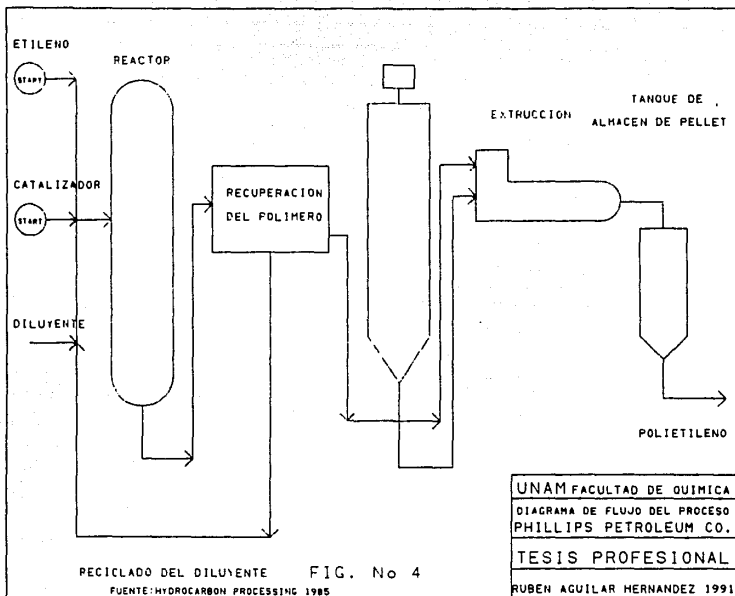 ETILENO
START
REACTOR
EXTRUCCION
TANQUE DE
ALMACEN DE PELLET
CATALIZADOR
START
RECUPERACION
DEL POLIMERO
DILUYENTE
POLIETILENO
RECICLADO DEL DILUYENTE
FIG. No 4
FUENTE:HYDROCARBON PROCESSING 1985
UNAM FACULTAD DE QUIMICA
DIAGRAMA DE FLUJO DEL PROCESO
PHILLIPS PETROLEUM CO.
TESIS PROFESIONAL
RUBEN AGUILAR HERNANDEZ 1991